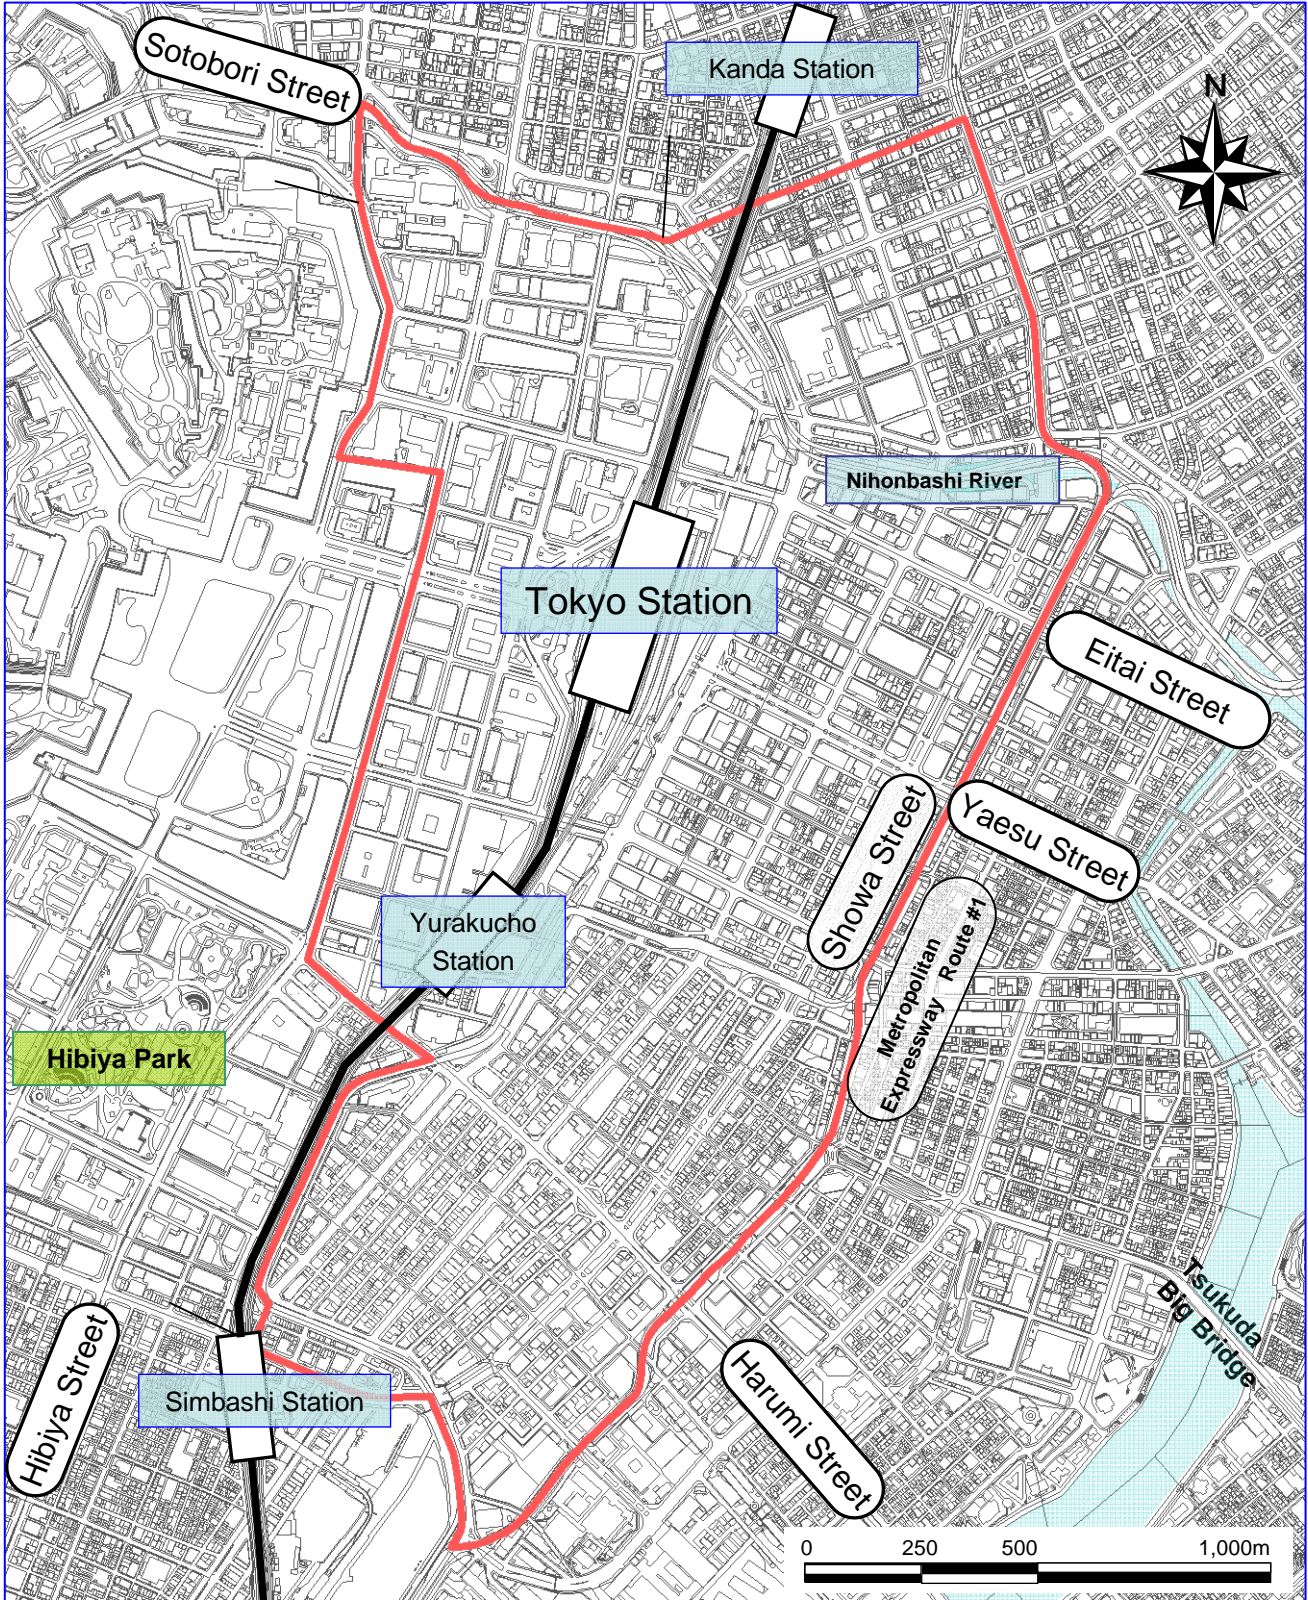 Sotobori Street
Kanda Station
N
Nihonbashi River
Tokyo Station
Eitai Street
Yaesu Street
Showa Street
Metropolitan
Expressway Route #1
Yurakucho
Station
Hibiya Park
Tsukuda
Big Bridge
Hibiya Street
Simbashi Station
Harumi Street
0 250 500 1,000m